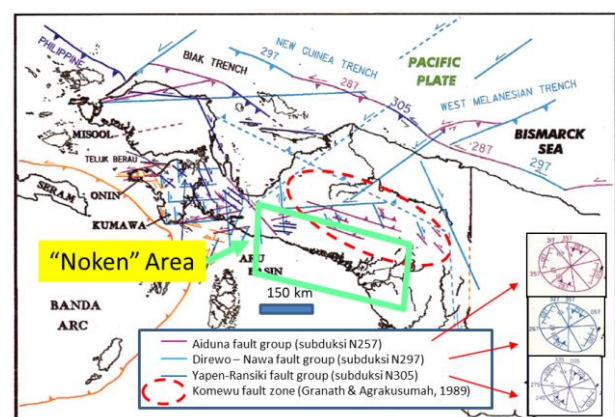 PHILIPPINE
BIAK TRENCH
297
NEW GUINEA TRENCH
287
PACIFIC
PLATE
305
WEST MELANESIAN TRENCH
287
297
BISMARCK
SEA
MISOOL
TELUK BERAU
ONIN
SERAM
KUMAWA
"Noken" Area
ARU
BASIN
150 km
BANDA
ARC
Aiduna fault group (subduksi N257)
Direwo – Nawa fault group (subduksi N297)
Yapen-Ransiki fault group (subduksi N305)
Komewu fault zone (Granath & Agrakusumah, 1989)